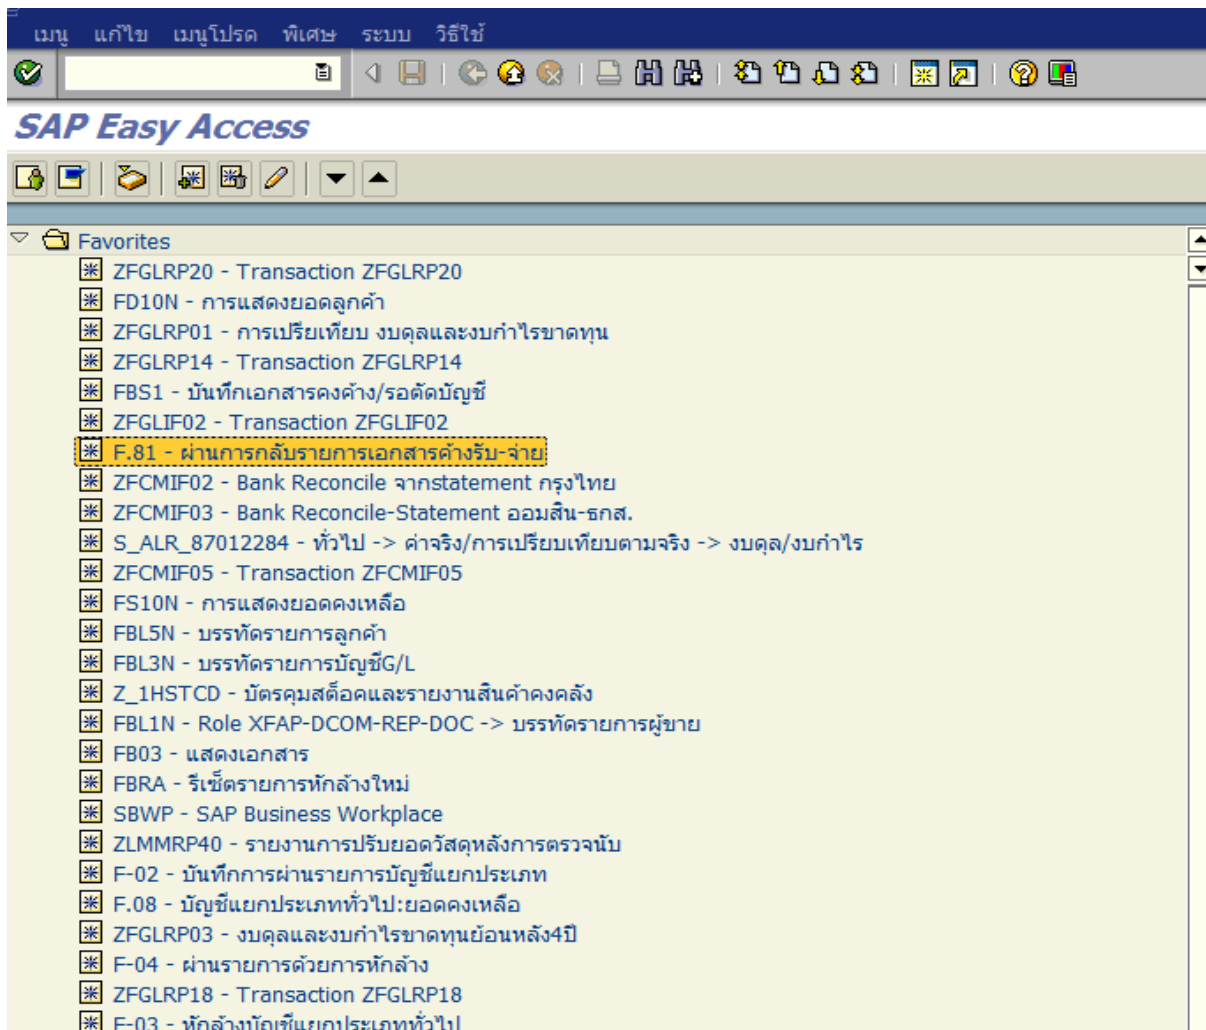 เมนู แก้ไข เมนูโปรด พิเศษ ระบบ วิธีใช้
SAP Easy Access
Favorites
ZFGLRP20 - Transaction ZFGLRP20
FD10N - การแสดงยอดลูกค้า
ZFGLRP01 - การเปรียเทียบ งบดุลและงบกำไรขาดทุน
ZFGLRP14 - Transaction ZFGLRP14
FBS1 - บันทึกเอกสารคงค้าง/รอตัดบัญชี
ZFGLIF02 - Transaction ZFGLIF02
F.81 - ผ่านการกลับรายการเอกสารค้างรับ-จ่าย
ZFCMIF02 - Bank Reconcile จากstatement กรุงไทย
ZFCMIF03 - Bank Reconcile-Statement ออมสิน-ธกส.
S_ALR_87012284 - ทั่วไป -> ค่าจริง/การเปรียบเทียบตามจริง -> งบดุล/งบกำไร
ZFCMIF05 - Transaction ZFCMIF05
FS10N - การแสดงยอดคงเหลือ
FBL5N - บรรทัดรายการลูกค้า
FBL3N - บรรทัดรายการบัญชีG/L
Z_1HSTCD - บัตรคุมสต็อคและรายงานสินค้าคงคลัง
FBL1N - Role XFAP-DCOM-REP-DOC -> บรรทัดรายการผู้ขาย
FB03 - แสดงเอกสาร
FBRA - รีเซ็ตรายการหักล้างใหม่
SBWP - SAP Business Workplace
ZLMMRP40 - รายงานการปรับยอดวัสดุหลังการตรวจนับ
F-02 - บันทึกการผ่านรายการบัญชีแยกประเภท
F.08 - บัญชีแยกประเภททั่วไป:ยอดคงเหลือ
ZFGLRP03 - งบดุลและงบกำไรขาดทุนย้อนหลัง4ปี
F-04 - ผ่านรายการด้วยการหักล้าง
ZFGLRP18 - Transaction ZFGLRP18
F-03 - หักล้างบัญชีแยกประเภททั่วไป